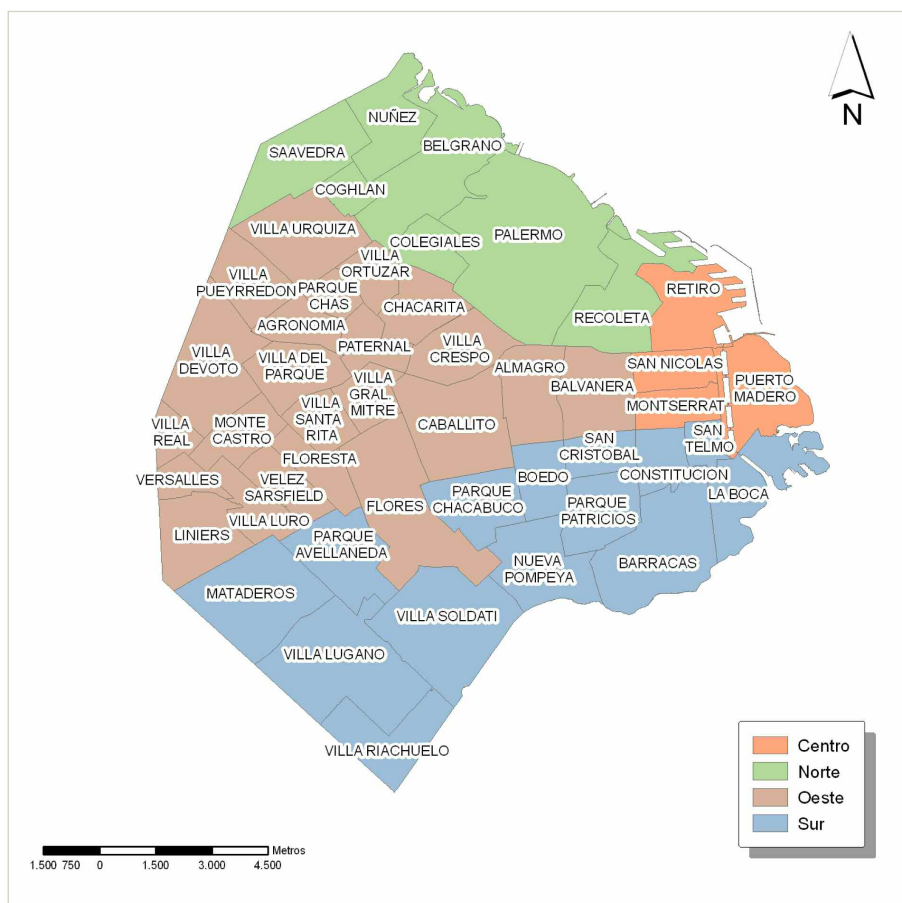 N
NUÑEZ
SAAVEDRA
BELGRANO
COGHLAN
VILLA URQUIZA
COLEGIALES
PALERMO
VILLA
ORTUZAR
VILLA
PUEYRREDON
PARQUE
CHAS
RETIRO
CHACARITA
RECOLETA
AGRONOMIA
PATERNAL
VILLA
CRESPO
VILLA
DEVOTO
VILLA DEL
PARQUE
ALMAGRO
SAN NICOLAS
BALVANERA
PUERTO
MADERO
VILLA
GRAL.
MITRE
MONTSERRAT
VILLA
SANTA
RITA
VILLA
REAL
MONTE
CASTRO
CABALLITO
SAN
TELMO
SAN
CRISTOBAL
FLORESTA
VERSALLES
VELEZ
SARSFIELD
BOEDO
CONSTITUCION
LA BOCA
PARQUE
CHACABUCO
FLORES
PARQUE
PATRICIOS
VILLA LURO
LINIERS
PARQUE
AVELLANEDA
NUEVA
POMPEYA
BARRACAS
MATADEROS
VILLA SOLDATI
VILLA LUGANO
VILLA RIACHUELO
Centro
Norte
Oeste
Sur
Metros
1.500 750 0 1.500 3.000 4.500